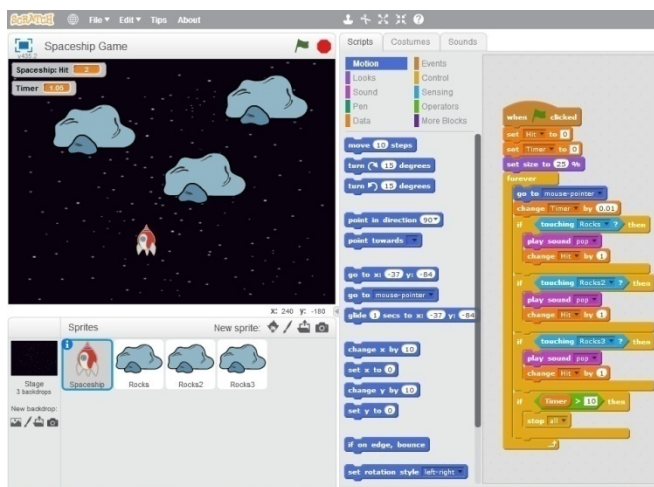 SCRATCH File Edit Tips About
v435.2 Spaceship Game
Spaceship: Hit 2
Timer 1.05
X: 240 y: -180
Sprites New sprite:
Stage
3 backdrops
New backdrop:
Spaceship Rocks Rocks2 Rocks3
Scripts Costumes Sounds
Motion Events
Looks Control
Sound Sensing
Pen Operators
Data More Blocks
move 10 steps
turn 15 degrees
turn 15 degrees
point in direction 90
point towards
go to x: -37 y: -84
go to mouse-pointer
glide 1 secs to x: -37 y: -84
change x by 10
set x to 0
change y by 10
set y to 0
if on edge, bounce
set rotation style left-right
when clicked
set Hit to 0
set Timer to 0
set size to 25 %
forever
go to mouse-pointer
change Timer by 0.01
if touching Rocks ? then
play sound pop
change Hit by 1
if touching Rocks2 ? then
play sound pop
change Hit by 1
if touching Rocks3 ? then
play sound pop
change Hit by 1
if Timer > 10 then
stop all